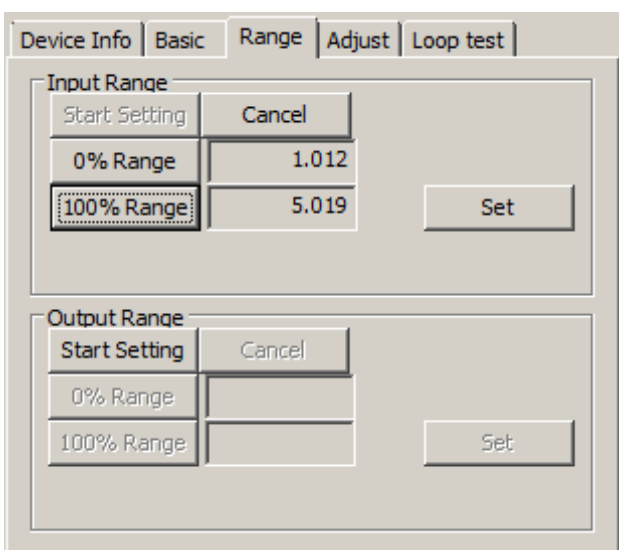 Device Info Basic Range Adjust Loop test
Input Range
Start Setting Cancel
0% Range 1.012
100% Range 5.019 Set
Output Range
Start Setting Cancel
0% Range
100% Range Set